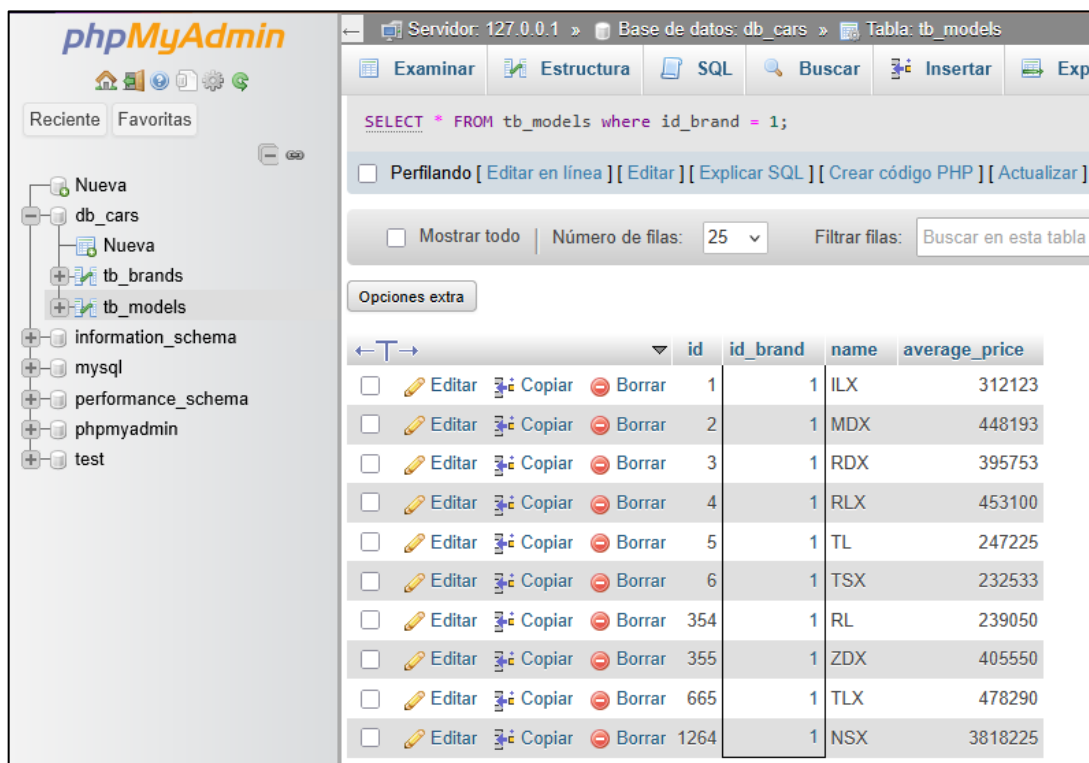 phpMyAdmin
Reciente Favoritas
Nueva
db_cars
Nueva
tb_brands
tb_models
information_schema
mysql
performance_schema
phpmyadmin
test
← Servidor: 127.0.0.1 » Base de datos: db_cars » Tabla: tb_models
Examinar Estructura SQL Buscar Insertar Exp
SELECT * FROM tb_models where id_brand = 1;
Perfilando [ Editar en línea ] [ Editar ] [ Explicar SQL ] [ Crear código PHP ] [ Actualizar ]
Mostrar todo | Número de filas: 25 Filtrar filas: Buscar en esta tabla
Opciones extra
←T→ id id_brand name average_price
Editar Copiar Borrar 1 1 ILX 312123
Editar Copiar Borrar 2 1 MDX 448193
Editar Copiar Borrar 3 1 RDX 395753
Editar Copiar Borrar 4 1 RLX 453100
Editar Copiar Borrar 5 1 TL 247225
Editar Copiar Borrar 6 1 TSX 232533
Editar Copiar Borrar 354 1 RL 239050
Editar Copiar Borrar 355 1 ZDX 405550
Editar Copiar Borrar 665 1 TLX 478290
Editar Copiar Borrar 1264 1 NSX 3818225